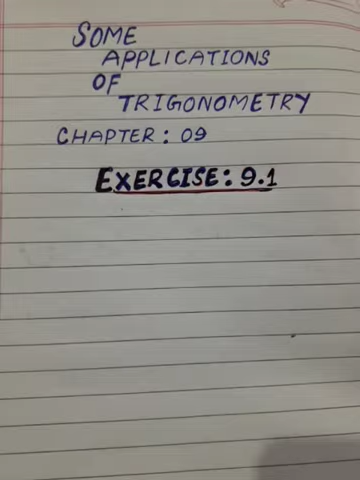 SOME
APPLICATIONS
OF
TRIGONOMETRY
CHAPTER : 09
EXERCISE: 9.1